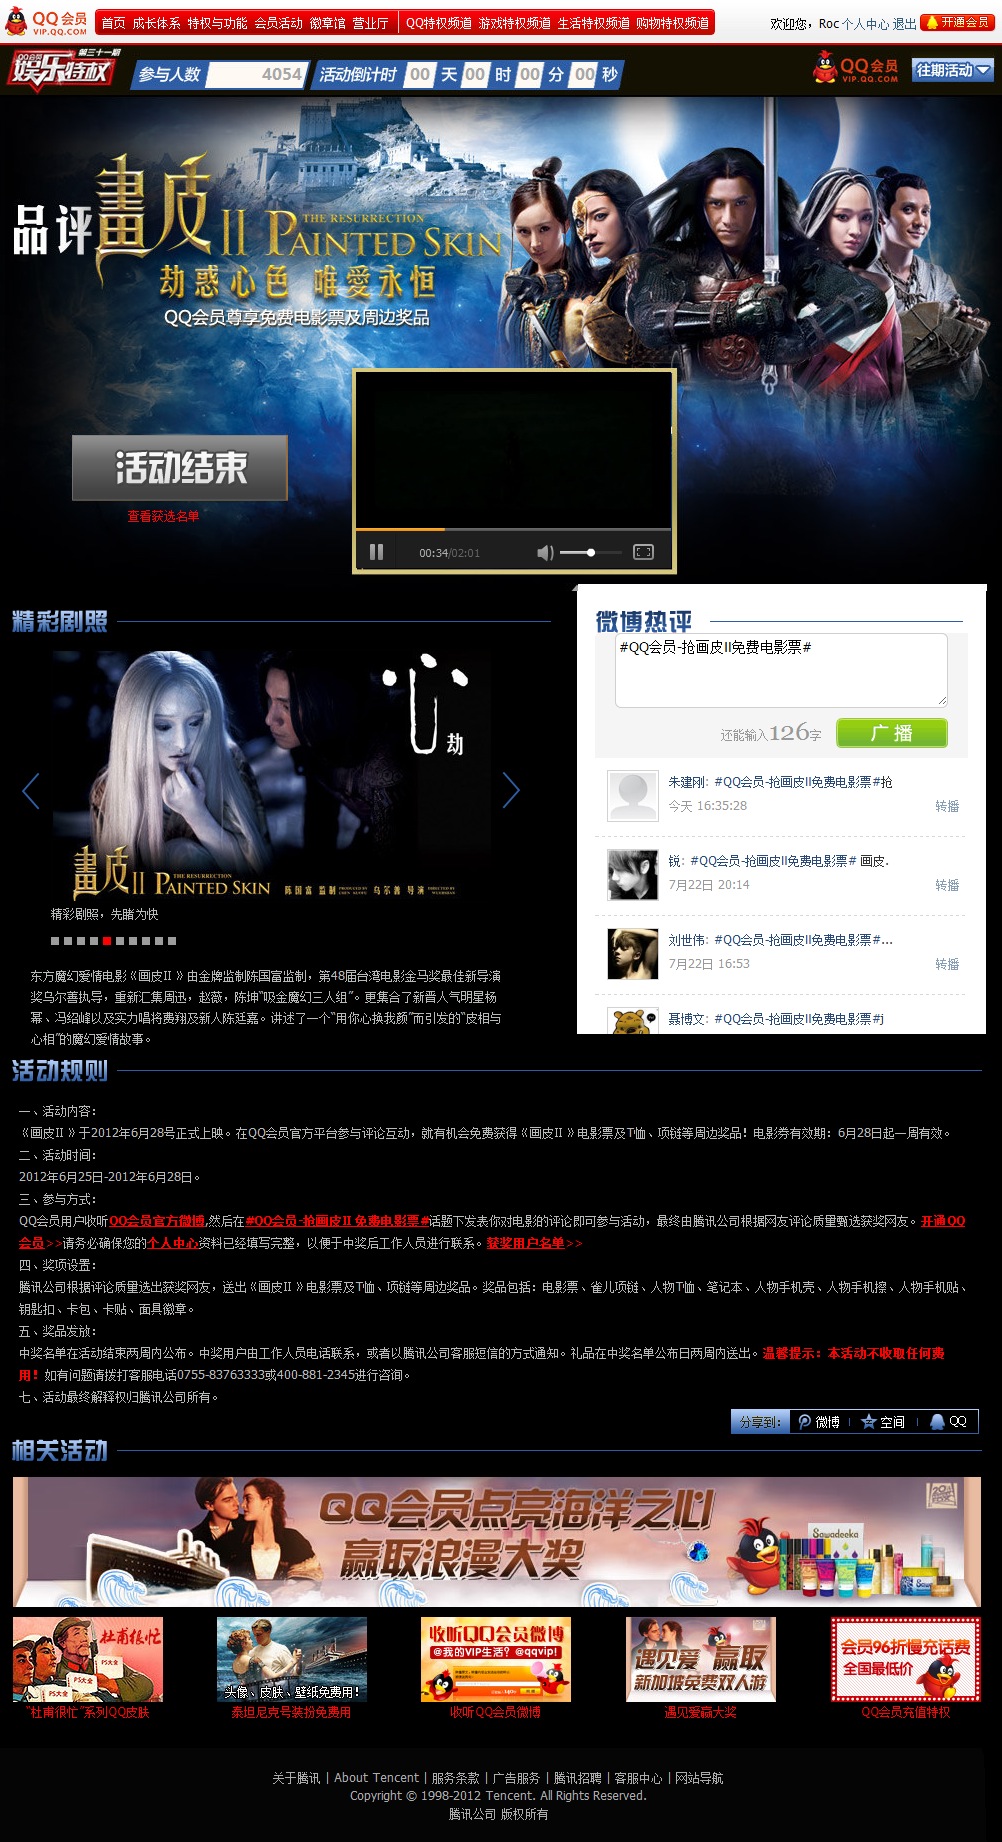 QQ会员 VIP.QQ.COM 首页 成长体系 特权与功能 会员活动 徽章馆 营业厅 QQ特权频道 游戏特权频道 生活特权频道 购物特权频道 欢迎您，Roc 个人中心 退出 开通会员
QQ会员 娱乐特权 第三十一期 参与人数 4054 活动倒计时 00 天 00 时 00 分 00 秒 QQ会员 VIP.QQ.COM 往期活动
品评畫皮II THE RESURRECTION
PAINTED SKIN
劫惑心色 唯愛永恒
QQ会员尊享免费电影票及周边奖品
活动结束
查看获选名单
00:34/02:01
精彩剧照
心劫
畫皮II PAINTED SKIN 陈国富 监制 乌尔善 导演
精彩剧照，先睹为快
东方魔幻爱情电影《画皮II 》由金牌监制陈国富监制，第48届台湾电影金马奖最佳新导演
奖乌尔善执导，重新汇集周迅，赵薇，陈坤“吸金魔幻三人组”。更集合了新晋人气明星杨
幂、冯绍峰以及实力唱将费翔及新人陈廷嘉。讲述了一个“用你心换我颜”而引发的“皮相与
心相”的魔幻爱情故事。
微博热评
#QQ会员-抢画皮II免费电影票#
还能输入126字 广播
朱建刚: #QQ会员-抢画皮II免费电影票#抢
今天 16:35:28 转播
锐: #QQ会员-抢画皮II免费电影票# 画皮.
7月22日 20:14 转播
刘世伟: #QQ会员-抢画皮II免费电影票#...
7月22日 16:53 转播
聂博文: #QQ会员-抢画皮II免费电影票#j
活动规则
一、活动内容：
《画皮II 》于2012年6月28号正式上映。在QQ会员官方平台参与评论互动，就有机会免费获得《画皮II 》电影票及T恤、项链等周边奖品！电影券有效期：6月28日起一周有效。
二、活动时间：
2012年6月25日-2012年6月28日。
三、参与方式：
QQ会员用户收听QQ会员官方微博,然后在#QQ会员-抢画皮II 免费电影票#话题下发表你对电影的评论即可参与活动，最终由腾讯公司根据网友评论质量甄选获奖网友。开通QQ
会员>>请务必确保您的个人中心资料已经填写完整，以便于中奖后工作人员进行联系。获奖用户名单>>
四、奖项设置：
腾讯公司根据评论质量选出获奖网友，送出《画皮II 》电影票及T恤、项链等周边奖品。奖品包括：电影票、雀儿项链、人物T恤、笔记本、人物手机壳、人物手机擦、人物手机贴、
钥匙扣、卡包、卡贴、面具徽章。
五、奖品发放：
中奖名单在活动结束两周内公布。中奖用户由工作人员电话联系，或者以腾讯公司客服短信的方式通知。礼品在中奖名单公布日两周内送出。温馨提示：本活动不收取任何费
用！如有问题请拨打客服电话0755-83763333或400-881-2345进行咨询。
七、活动最终解释权归腾讯公司所有。
分享到： 微博 空间 QQ
相关活动
QQ会员点亮海洋之心
赢取浪漫大奖
Sawadeeka
杜甫很忙
PS大全
PS大全
头像、皮肤、壁纸免费用！
收听QQ会员微博
@我的VIP生活? @qqvip!
遇见爱 赢取
新加坡免费双人游
会员96折慢充话费
全国最低价
“杜甫很忙”系列QQ皮肤 泰坦尼克号装扮免费用 收听QQ会员微博 遇见爱赢大奖 QQ会员充值特权
关于腾讯 | About Tencent | 服务条款 | 广告服务 | 腾讯招聘 | 客服中心 | 网站导航
Copyright © 1998-2012 Tencent. All Rights Reserved.
腾讯公司 版权所有